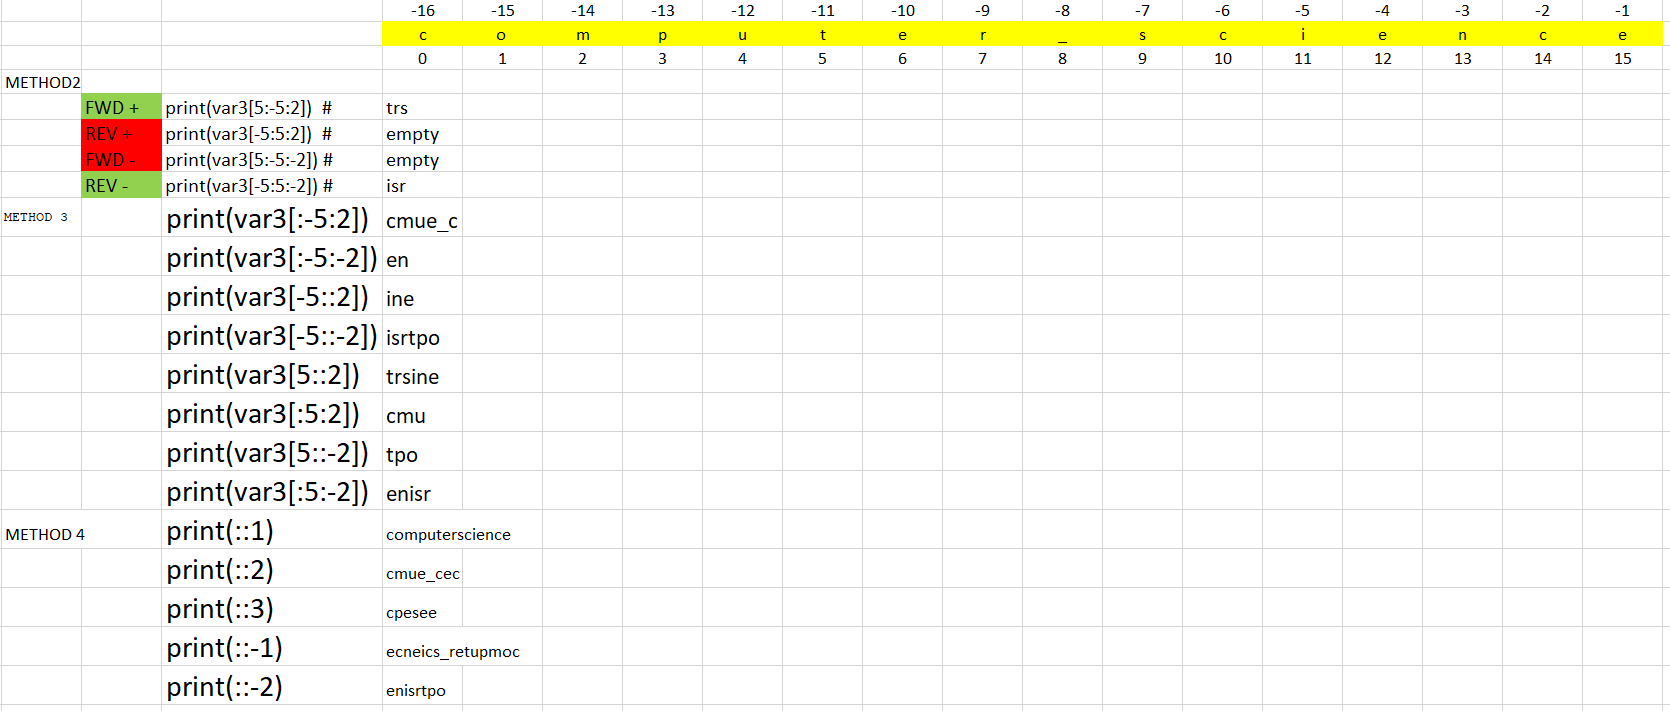 -16 -15 -14 -13 -12 -11 -10 -9 -8 -7 -6 -5 -4 -3 -2 -1
c o m p u t e r _ s c i e n c e
0 1 2 3 4 5 6 7 8 9 10 11 12 13 14 15
METHOD2
FWD + print(var3[5:-5:2]) # trs
REV + print(var3[-5:5:2]) # empty
FWD - print(var3[5:-5:-2]) # empty
REV - print(var3[-5:5:-2]) # isr
METHOD 3 print(var3[:-5:2]) cmue_c
print(var3[:-5:-2]) en
print(var3[-5::2]) ine
print(var3[-5::-2]) isrtpo
print(var3[5::2]) trsine
print(var3[:5:2]) cmu
print(var3[5::-2]) tpo
print(var3[:5:-2]) enisr
METHOD 4 print(::1) computerscience
print(::2) cmue_cec
print(::3) cpesee
print(::-1) ecneics_retupmoc
print(::-2) enisrtpo